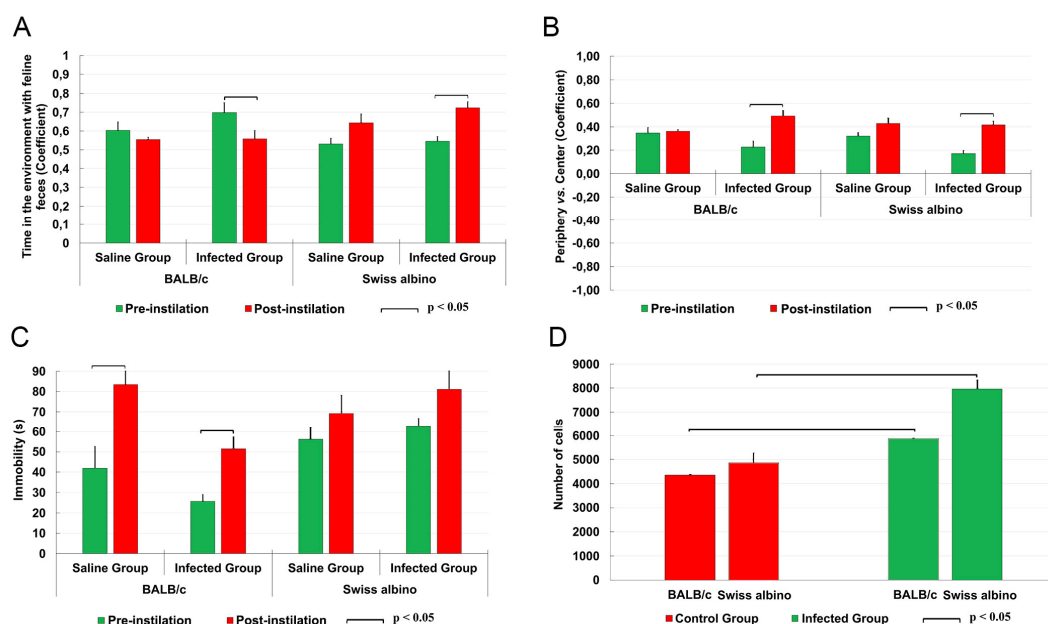 A
Time in the environment with feline
feces (Coefficient)
1
0,9
0,8
0,7
0,6
0,5
0,4
0,3
0,2
0,1
0
Saline Group Infected Group Saline Group Infected Group
BALB/c Swiss albino
Pre-instilation Post-instilation p < 0.05
B
Periphery vs. Center (Coefficient)
1,00
0,80
0,60
0,40
0,20
0,00
-0,20
-0,40
-0,60
-0,80
-1,00
Saline Group Infected Group Saline Group Infected Group
BALB/c Swiss albino
Pre-instilation Post-instilation p < 0.05
C
Immobility (s)
90
80
70
60
50
40
30
20
10
0
Saline Group Infected Group Saline Group Infected Group
BALB/c Swiss albino
Pre-instilation Post-instilation p < 0.05
D
Number of cells
9000
8000
7000
6000
5000
4000
3000
2000
1000
0
BALB/c Swiss albino BALB/c Swiss albino
Control Group Infected Group p < 0.05